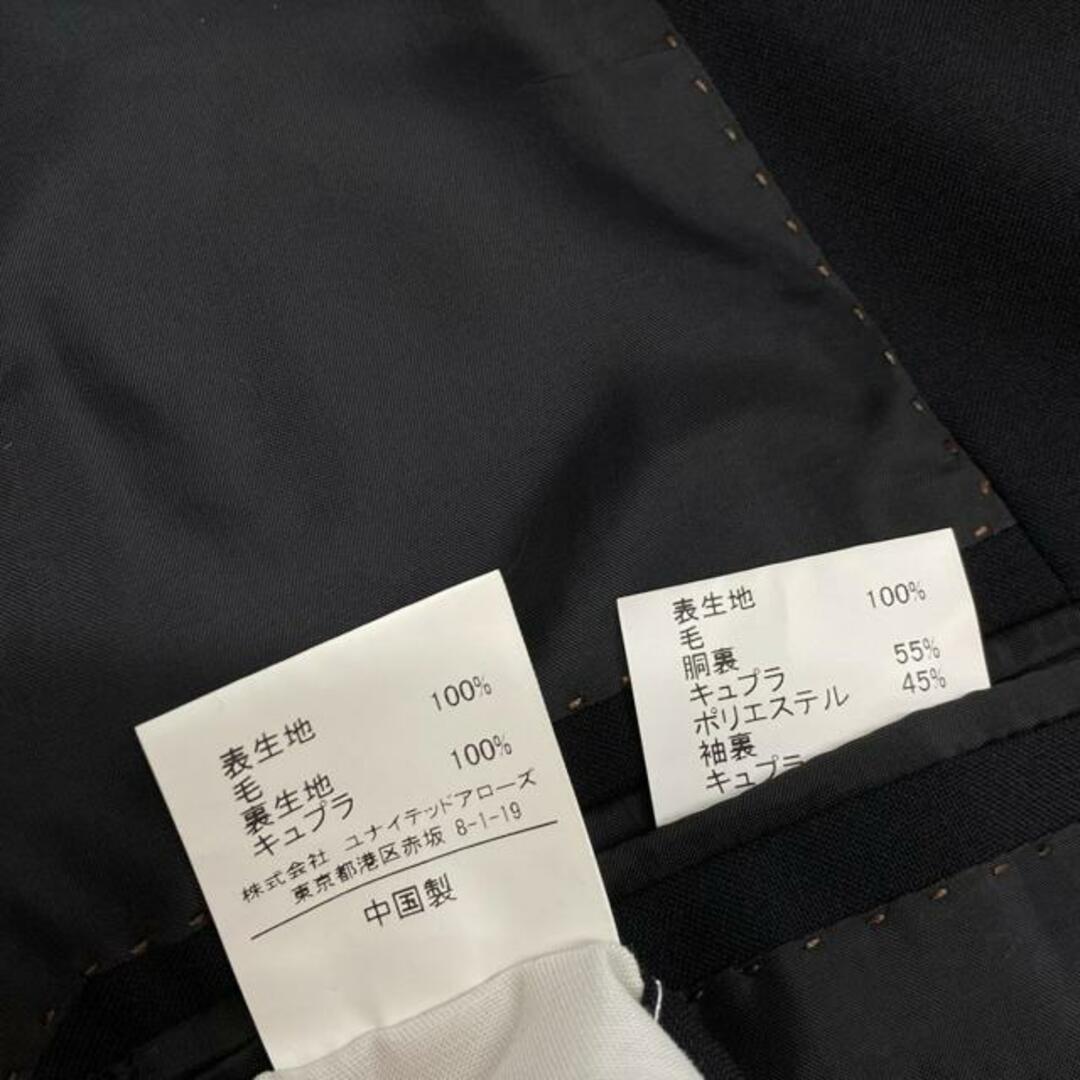 表生地
毛 100%
裏生地
キュプラ 100%
株式会社 ユナイテッドアローズ
東京都港区赤坂 8-1-19
中国製
表生地
毛 100%
胴裏
キュプラ 55%
ポリエステル 45%
袖裏
キュプラ